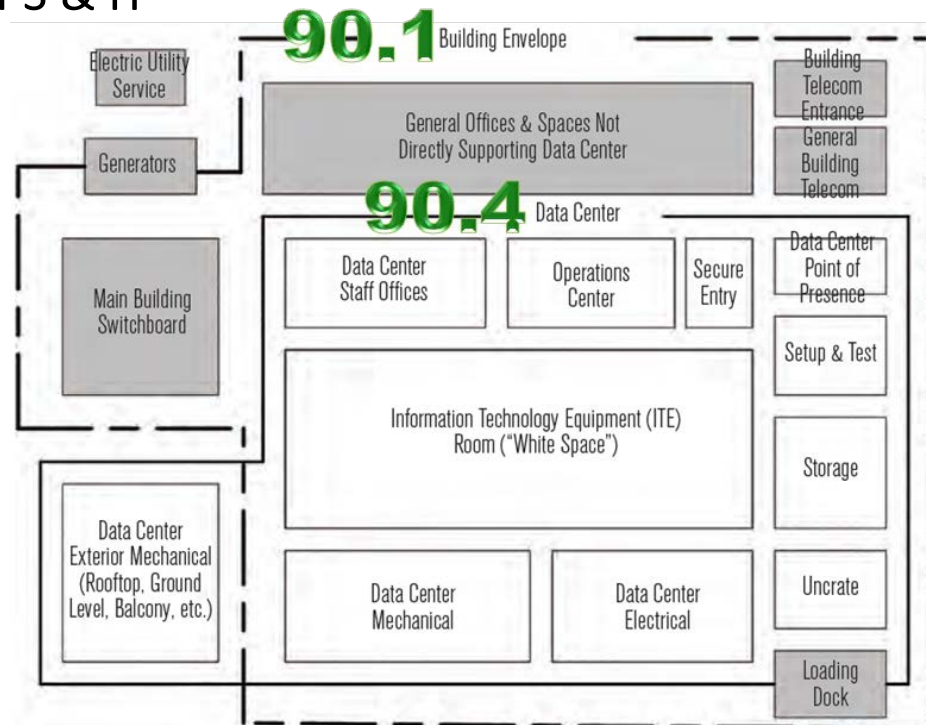 90.1 Building Envelope
Electric Utility
Service
Building
Telecom
Entrance
General Offices & Spaces Not
Directly Supporting Data Center
Generators
General
Building
Telecom
90.4 Data Center
Data Center
Staff Offices
Operations
Center
Secure
Entry
Data Center
Point of
Presence
Main Building
Switchboard
Setup & Test
Information Technology Equipment (ITE)
Room (“White Space”)
Storage
Data Center
Exterior Mechanical
(Rooftop, Ground
Level, Balcony, etc.)
Data Center
Mechanical
Data Center
Electrical
Uncrate
Loading
Dock